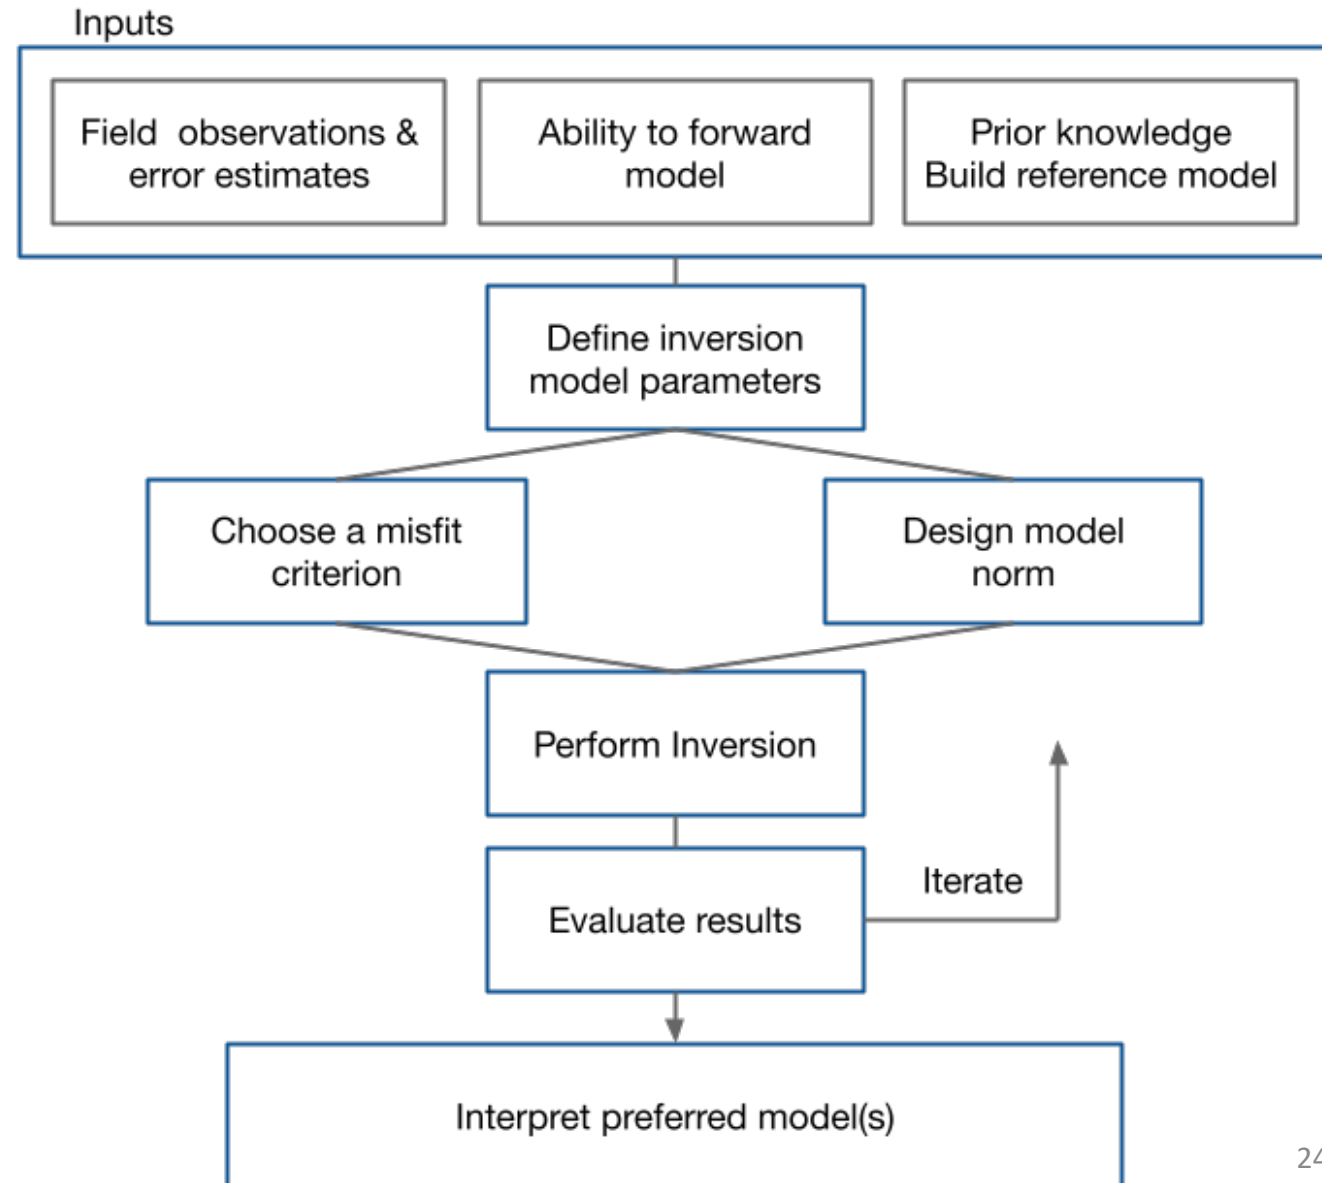 Inputs
Field observations &
error estimates
Ability to forward
model
Prior knowledge
Build reference model
Define inversion
model parameters
Choose a misfit
criterion
Design model
norm
Perform Inversion
Iterate
Evaluate results
Interpret preferred model(s)
24